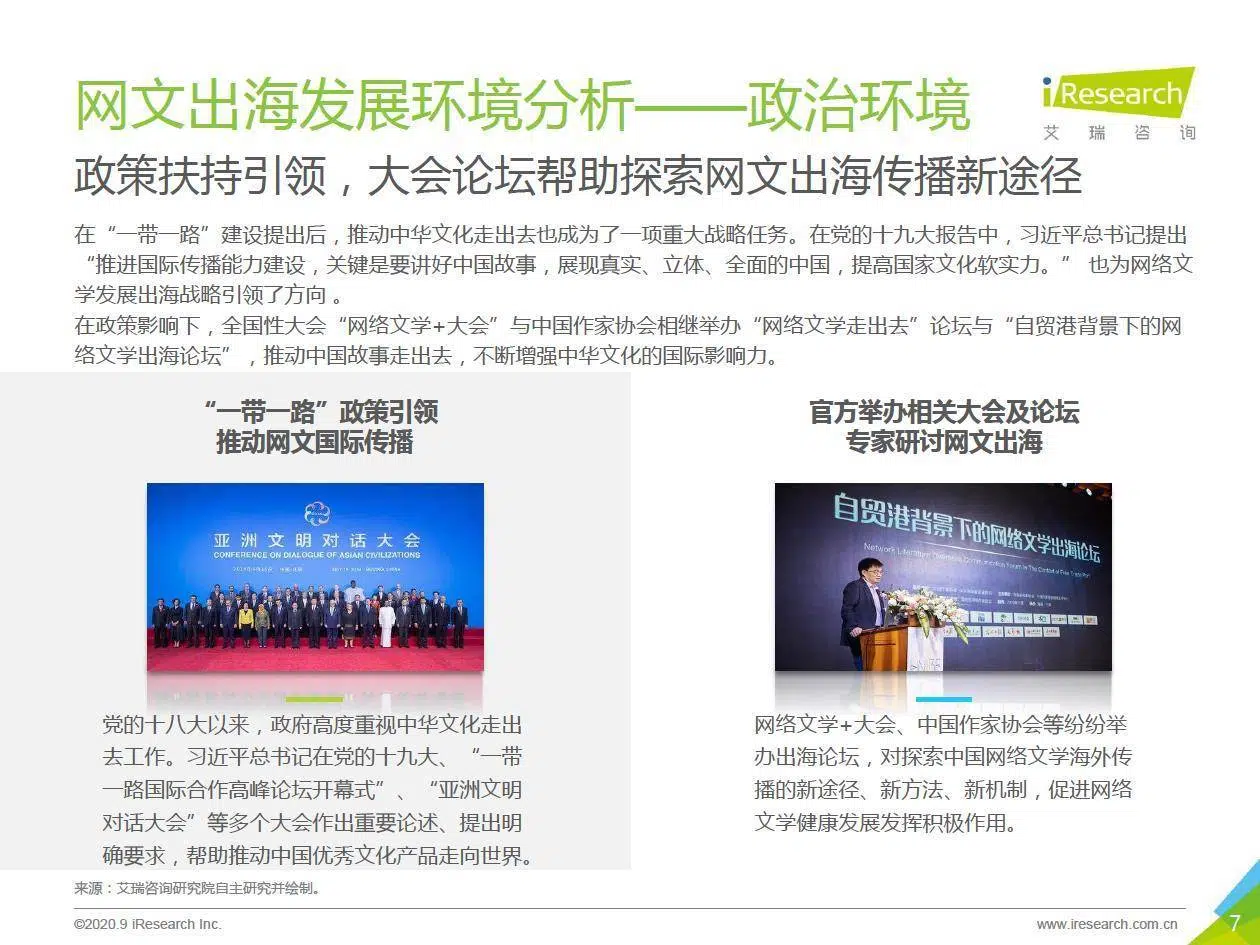 网文出海发展环境分析——政治环境
iResearch
艾瑞咨询
政策扶持引领，大会论坛帮助探索网文出海传播新途径
在“一带一路”建设提出后，推动中华文化走出去也成为了一项重大战略任务。在党的十九大报告中，习近平总书记提出
“推进国际传播能力建设，关键是要讲好中国故事，展现真实、立体、全面的中国，提高国家文化软实力。” 也为网络文
学发展出海战略引领了方向 。
在政策影响下，全国性大会“网络文学+大会”与中国作家协会相继举办“网络文学走出去”论坛与“自贸港背景下的网
络文学出海论坛”，推动中国故事走出去，不断增强中华文化的国际影响力。
“一带一路”政策引领
推动网文国际传播
亚洲文明对话大会
CONFERENCE ON DIALOGUE OF ASIAN CIVILIZATIONS
党的十八大以来，政府高度重视中华文化走出
去工作。习近平总书记在党的十九大、“一带
一路国际合作高峰论坛开幕式”、“亚洲文明
对话大会”等多个大会作出重要论述、提出明
确要求，帮助推动中国优秀文化产品走向世界。
官方举办相关大会及论坛
专家研讨网文出海
自贸港背景下的网络文学出海论坛
Network Literature Overseas Communication Forum In The Context of Free Trade Port
网络文学+大会、中国作家协会等纷纷举
办出海论坛，对探索中国网络文学海外传
播的新途径、新方法、新机制，促进网络
文学健康发展发挥积极作用。
来源：艾瑞咨询研究院自主研究并绘制。
©2020.9 iResearch Inc.
www.iresearch.com.cn
7